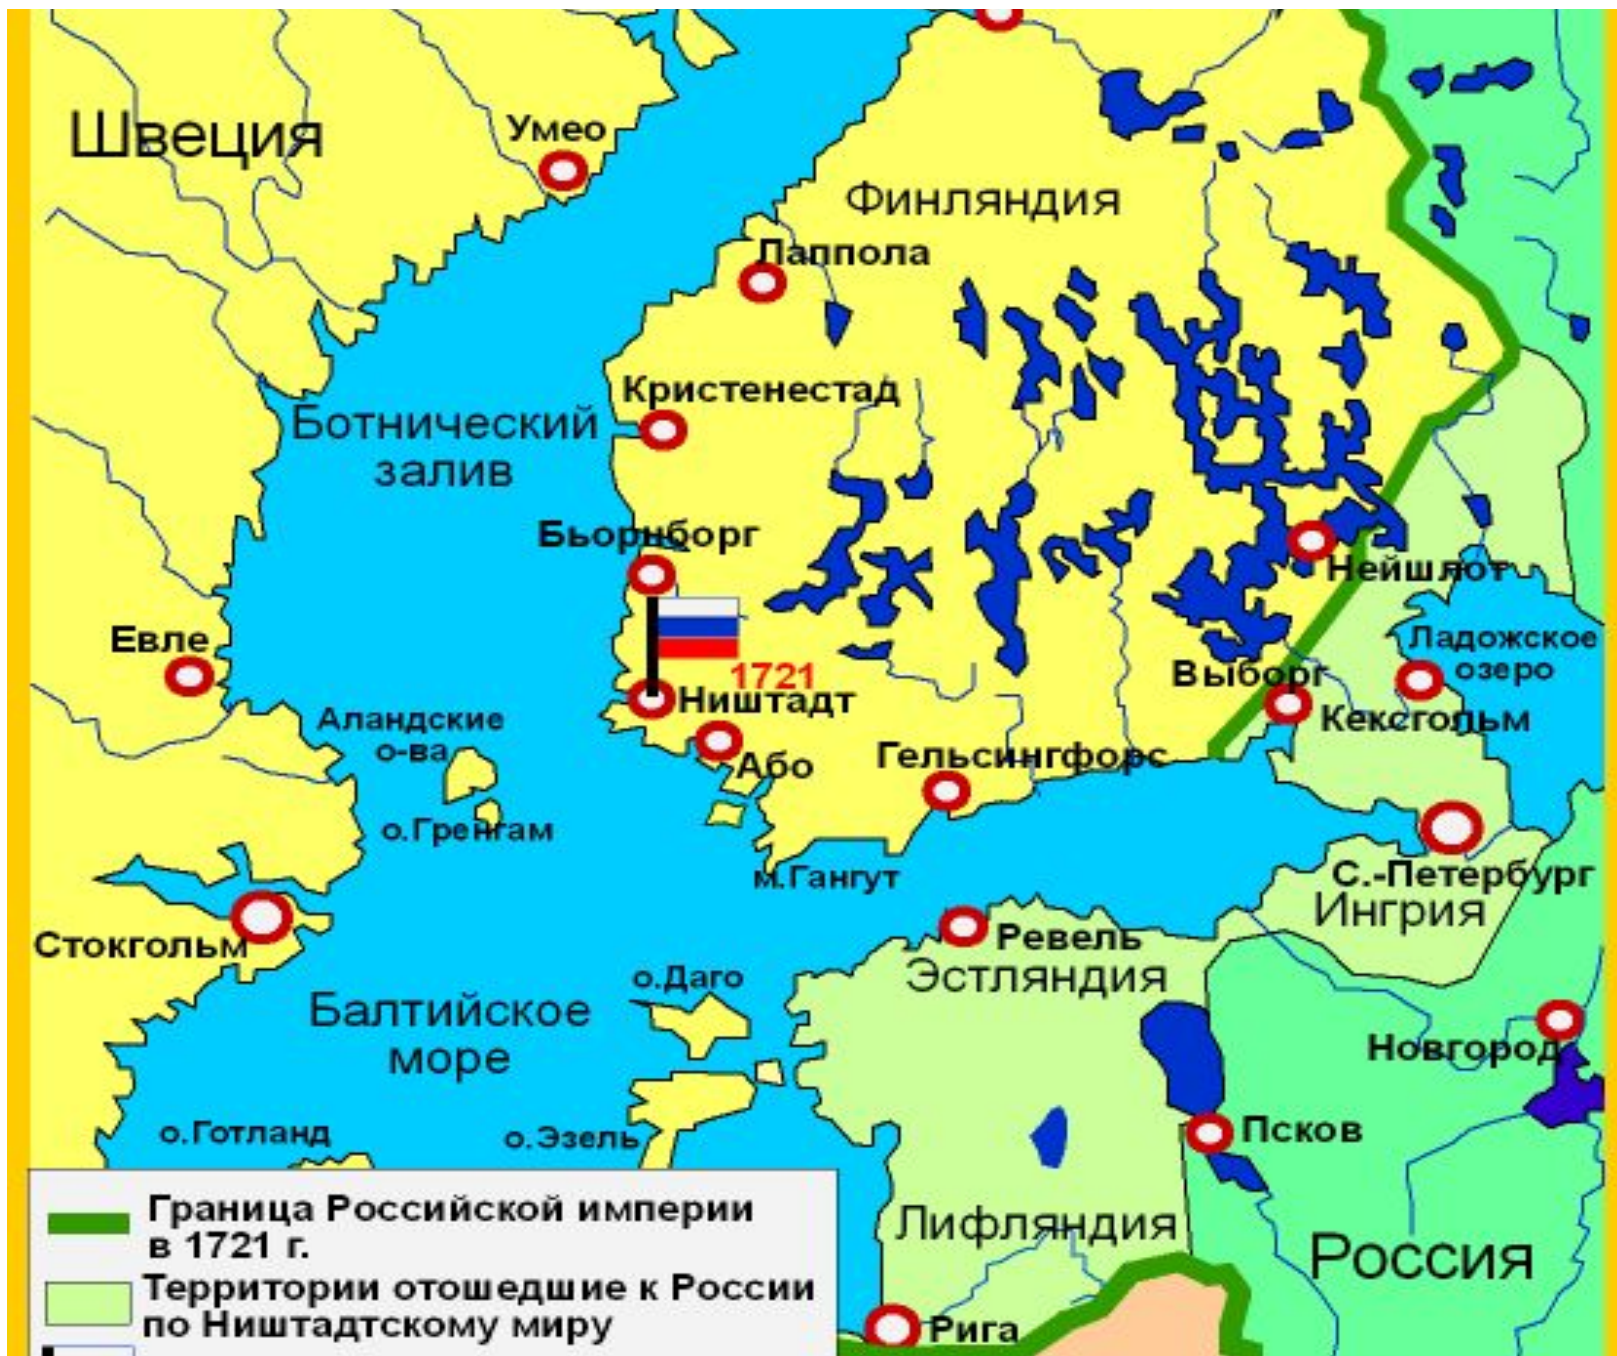 Швеция
Умео
Финляндия
Лаппола
Кристенестад
Ботнический
залив
Бьорнборг
Нейшлот
Евле
Ладожское
озеро
1721
Выборг
Ништадт
Кексгольм
Аландские
о-ва
Або
Гельсингфорс
о.Гренгам
м.Гангут
С.-Петербург
Ингрия
Стокгольм
Ревель
Эстляндия
о.Даго
Балтийское
море
Новгород
о.Готланд
о.Эзель
Псков
Лифляндия
Россия
Рига
Граница Российской империи
в 1721 г.
Территории отошедшие к России
по Ништадтскому миру